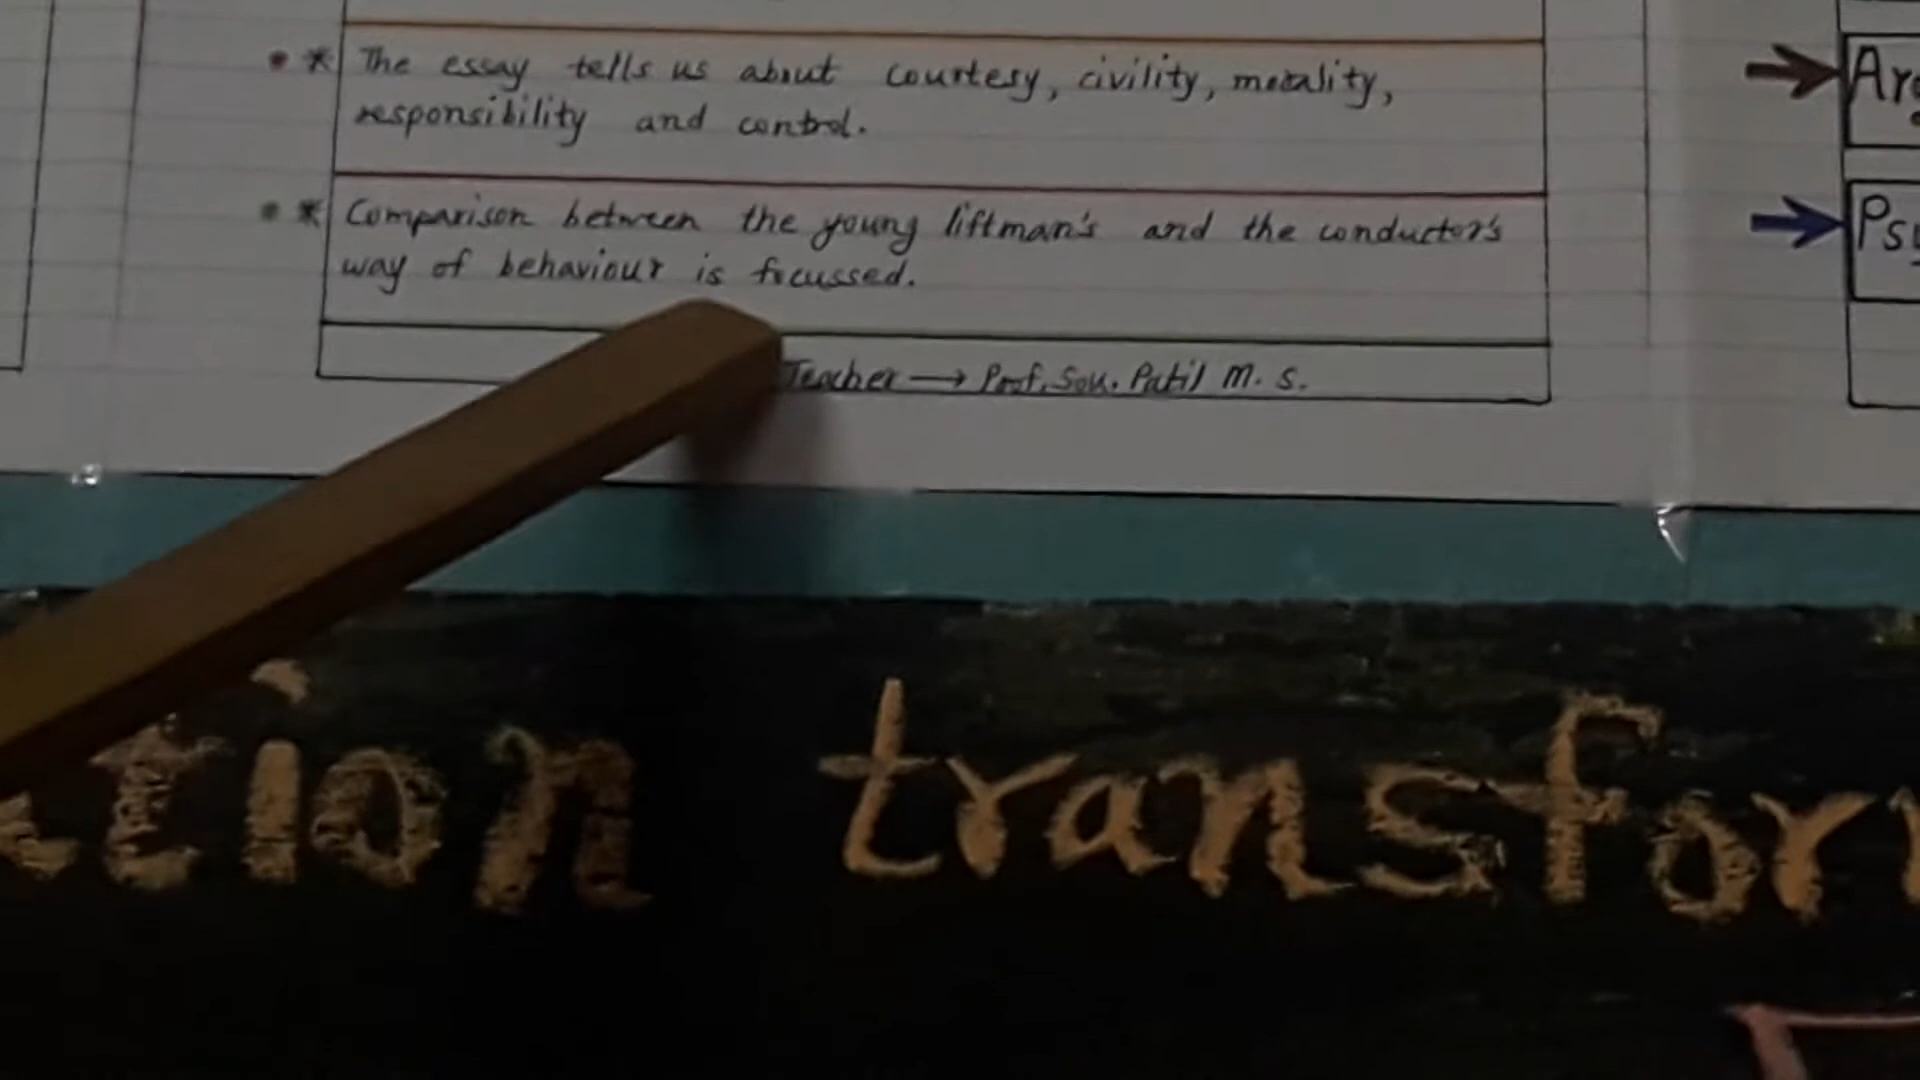 * The essay tells us about courtesy, civility, morality,
responsibility and control.
* Comparison between the young liftman's and the conductor's
way of behaviour is focussed.
Teacher → Prof. Sou. Patil M. S.
Ar
Psy
tion transfor